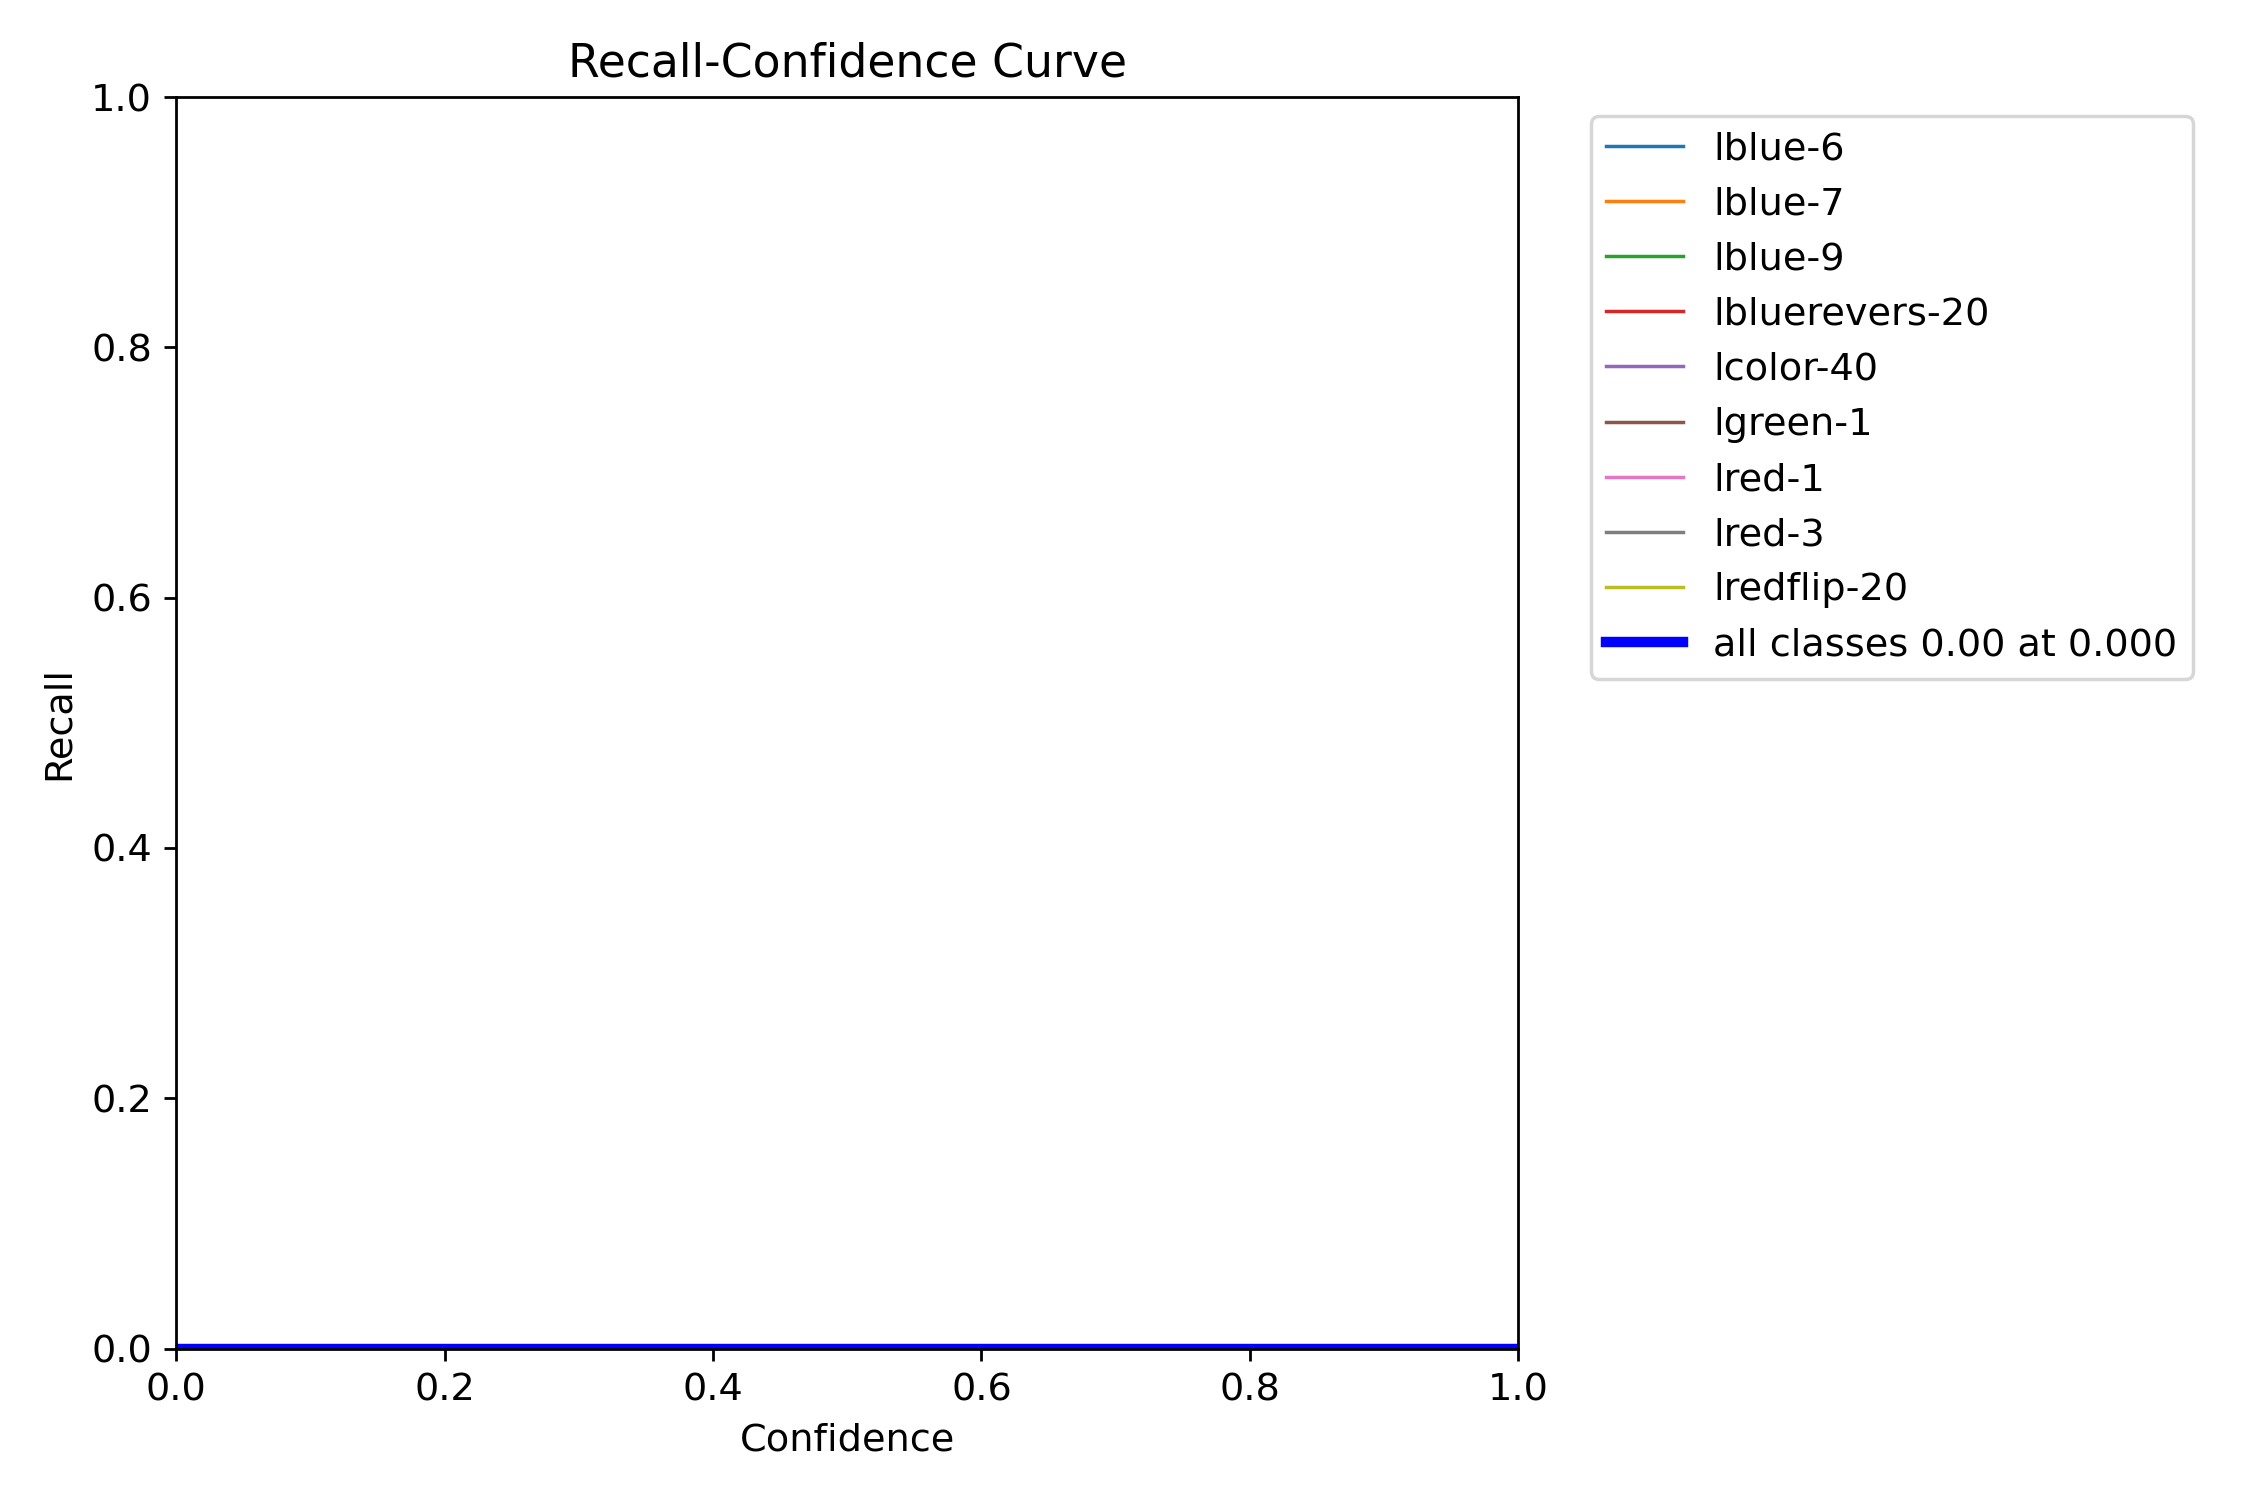 Recall-Confidence Curve
1.0
0.8
0.6
0.4
0.2
0.0
Recall
0.0 0.2 0.4 0.6 0.8 1.0
Confidence
lblue-6
lblue-7
lblue-9
lbluerevers-20
lcolor-40
lgreen-1
lred-1
lred-3
lredflip-20
all classes 0.00 at 0.000